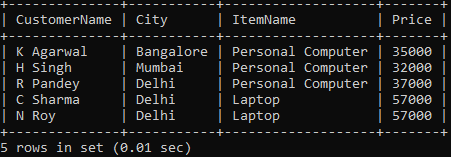 +--------------+-----------+-------------------+-------+
| CustomerName | City      | ItemName          | Price |
+--------------+-----------+-------------------+-------+
| K Agarwal    | Bangalore | Personal Computer | 35000 |
| H Singh      | Mumbai    | Personal Computer | 32000 |
| R Pandey     | Delhi     | Personal Computer | 37000 |
| C Sharma     | Delhi     | Laptop            | 57000 |
| N Roy        | Delhi     | Laptop            | 57000 |
+--------------+-----------+-------------------+-------+
5 rows in set (0.01 sec)